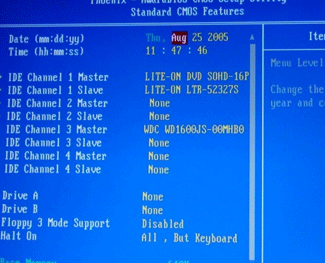 Phoenix - AwardBIOS CMOS Setup Utility
Standard CMOS Features
Date (mm:dd:yy) Thu, Aug 25 2005
Time (hh:mm:ss) 11 : 47 : 46
IDE Channel 1 Master LITE-ON DVD SOHD-16P
IDE Channel 1 Slave LITE-ON LTR-52327S
IDE Channel 2 Master None
IDE Channel 2 Slave None
IDE Channel 3 Master WDC WD1600JS-00MHB0
IDE Channel 3 Slave None
IDE Channel 4 Master None
IDE Channel 4 Slave None
Drive A None
Drive B None
Floppy 3 Mode Support Disabled
Halt On All , But Keyboard
Base Memory 640K
Menu Level
Change the
year and